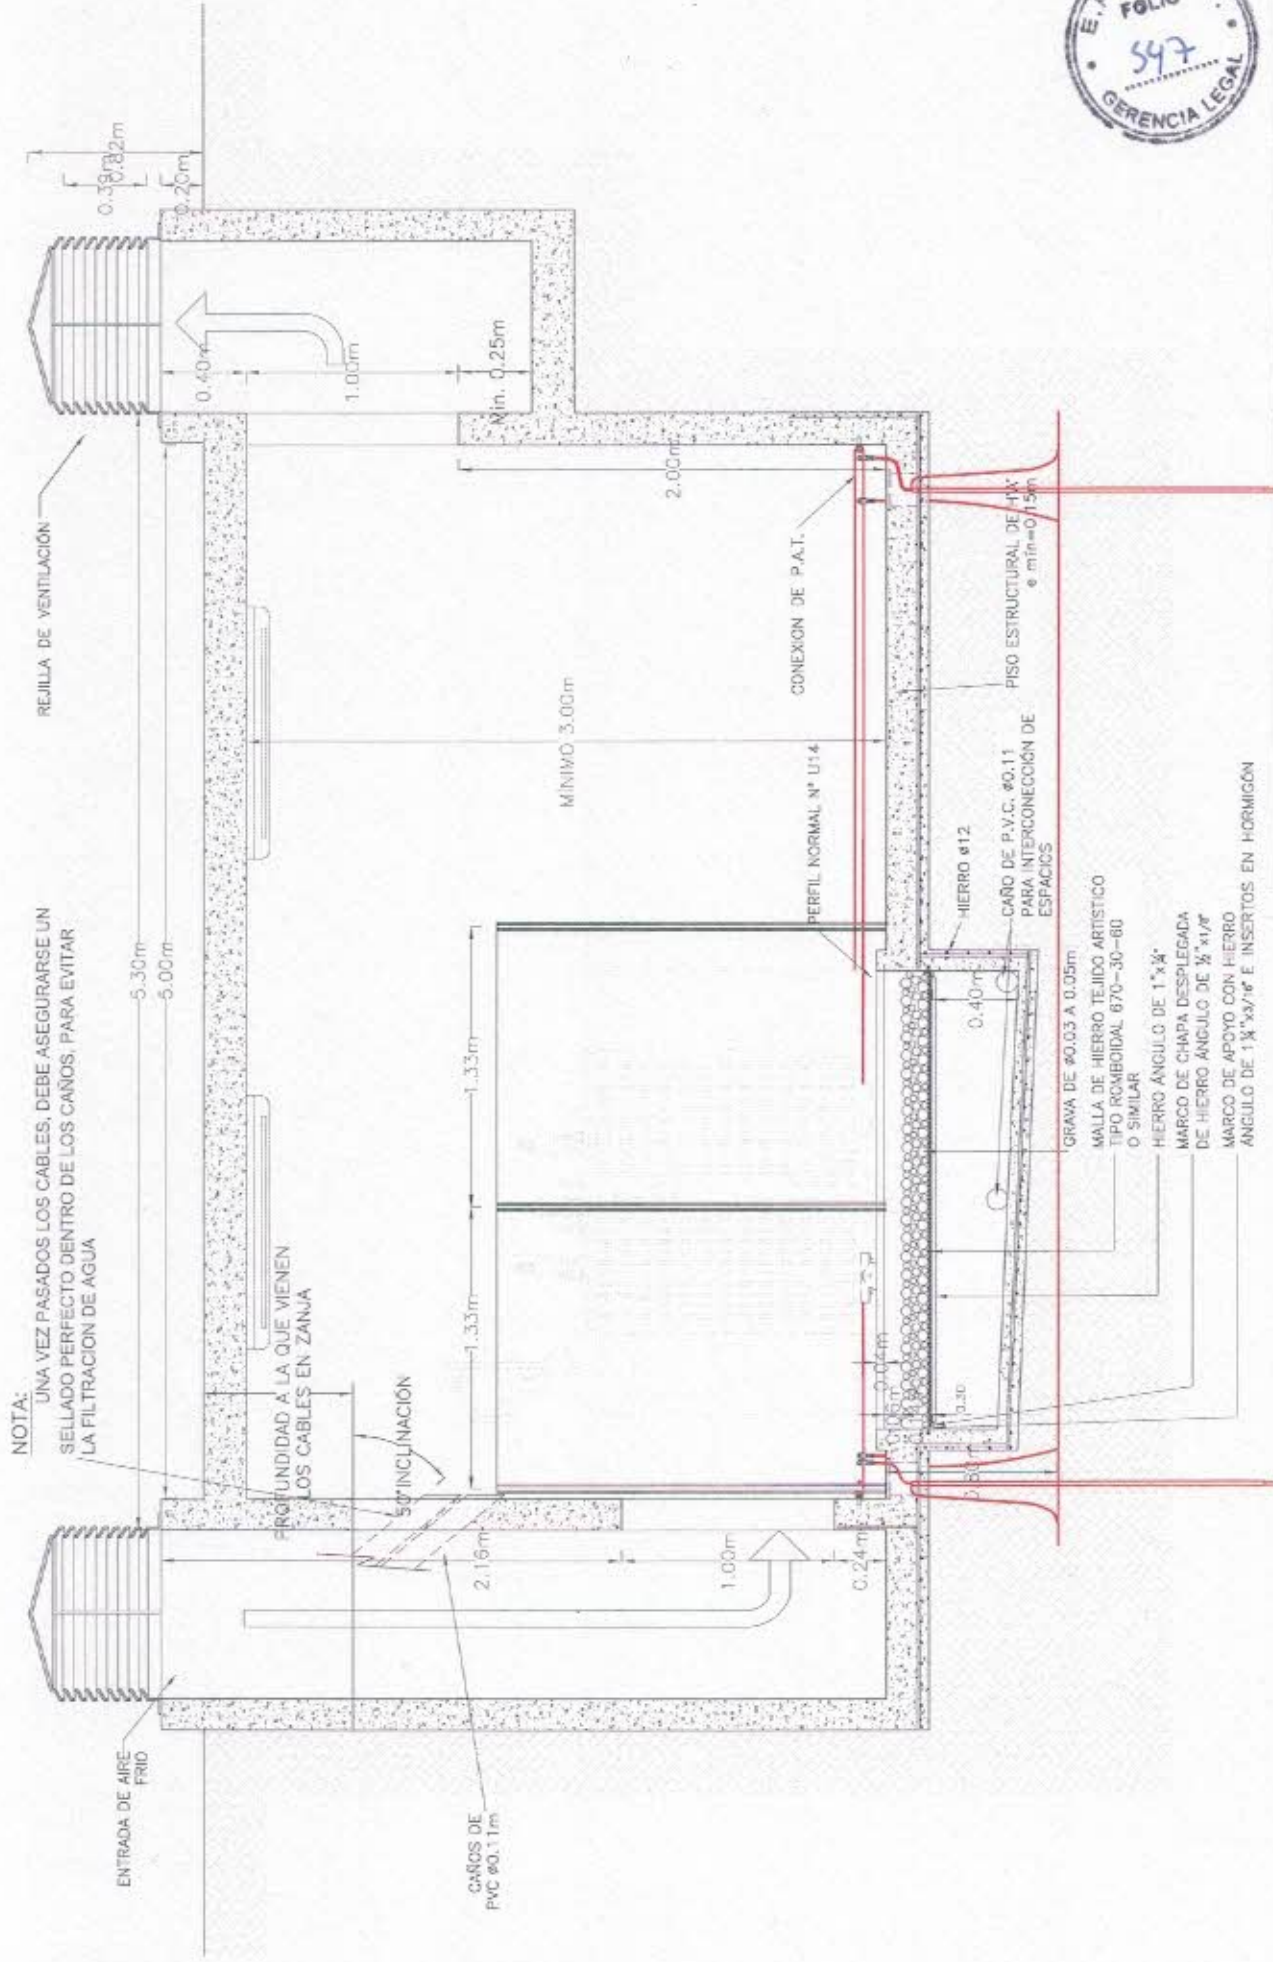 NOTA:
UNA VEZ PASADOS LOS CABLES, DEBE ASEGURARSE UN
SELLADO PERFECTO DENTRO DE LOS CAÑOS, PARA EVITAR
LA FILTRACION DE AGUA
REJILLA DE VENTILACIÓN
ENTRADA DE AIRE
FRIO
5.30m
5.00m
0.39m
0.82m
0.20m
0.40m
1.00m
Min. 0.25m
2.00m
PROFUNDIDAD A LA QUE VIENEN
LOS CABLES EN ZANJA
50°INCLINACIÓN
CAÑOS DE
PVC ø0.11m
2.16m
1.00m
0.24m
1.33m
1.33m
MÍNIMO 3.00m
CONEXION DE P.A.T.
PERFIL NORMAL Nº U14
0.04m
0.30
0.40m
HIERRO ø12
PISO ESTRUCTURAL DE HºAº
e mín=0.15m
CAÑO DE P.V.C. ø0.11
PARA INTERCONECCIÓN DE
ESPACIOS
GRAVA DE ø0.03 A 0.05m
MALLA DE HIERRO TEJIDO ARTISTICO
TIPO ROMBOIDAL 670-30-60
O SIMILAR
HIERRO ÁNGULO DE 1"x¼"
MARCO DE CHAPA DESPLEGADA
DE HIERRO ÁNGULO DE ½"x1/8"
MARCO DE APOYO CON HIERRO
ÁNGULO DE 1¼"x3/16" E INSERTOS EN HORMIGÓN
FOLIO
547
GERENCIA LEGAL